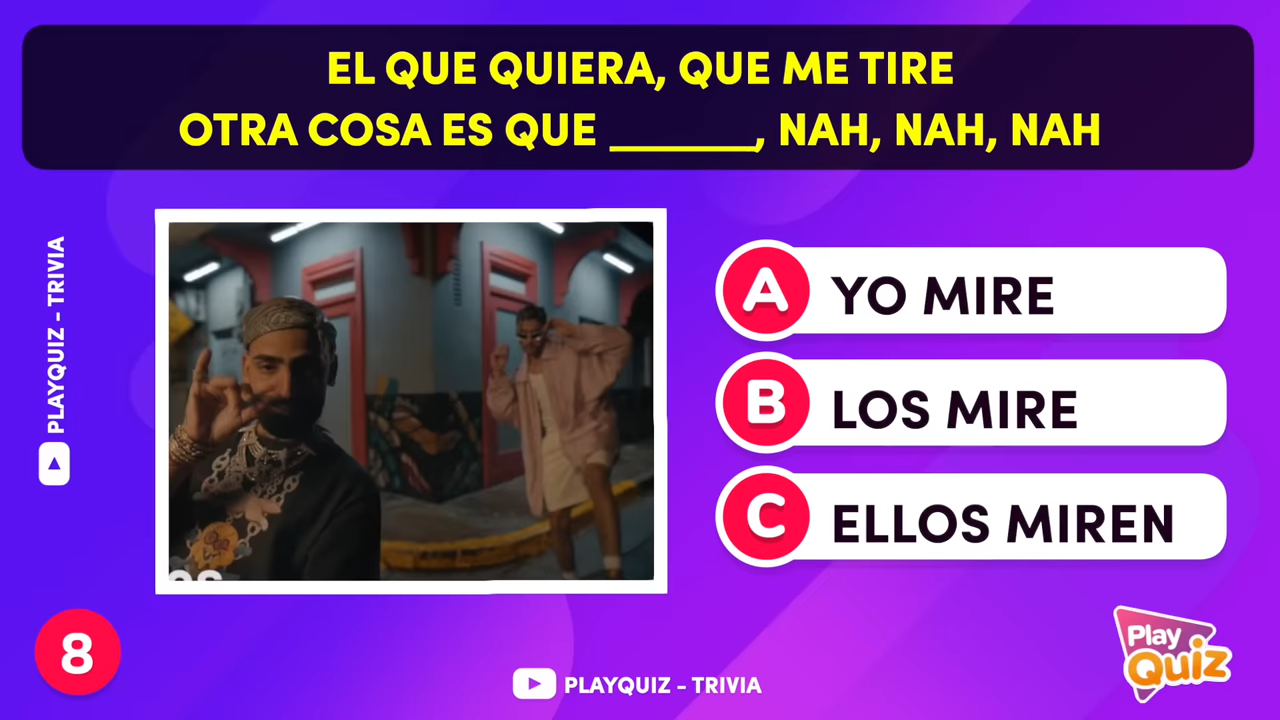 EL QUE QUIERA, QUE ME TIRE
OTRA COSA ES QUE ______, NAH, NAH, NAH
PLAYQUIZ - TRIVIA
A YO MIRE
B LOS MIRE
C ELLOS MIREN
8
PLAYQUIZ - TRIVIA
Play
Quiz